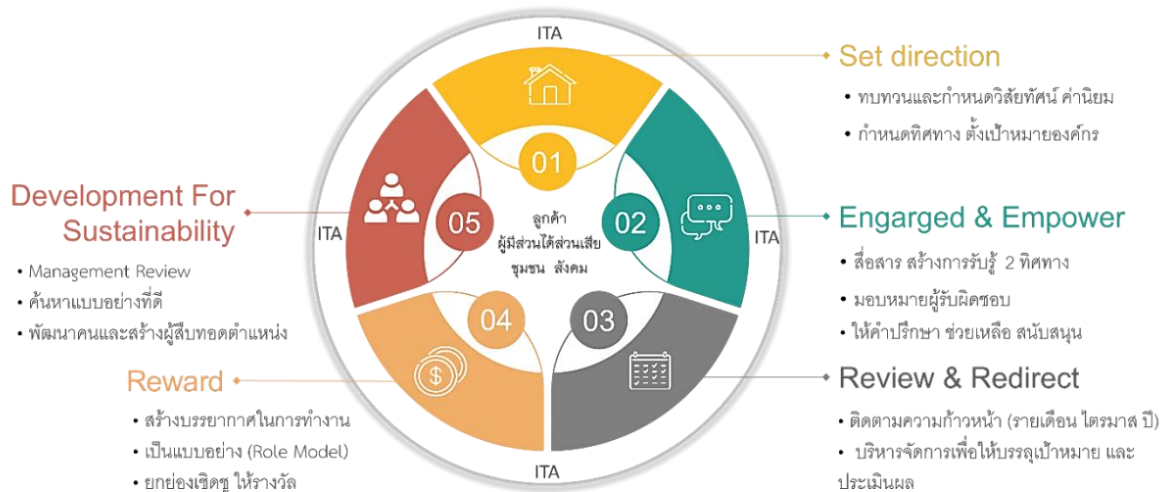 ITA
Set direction
• ทบทวนและกำหนดวิสัยทัศน์ ค่านิยม
• กำหนดทิศทาง ตั้งเป้าหมายองค์กร
01
02
Engarged & Empower
• สื่อสาร สร้างการรับรู้ 2 ทิศทาง
• มอบหมายผู้รับผิดชอบ
• ให้คำปรึกษา ช่วยเหลือ สนับสนุน
ITA
03
Review & Redirect
• ติดตามความก้าวหน้า (รายเดือน ไตรมาส ปี)
• บริหารจัดการเพื่อให้บรรลุเป้าหมาย และ
ประเมินผล
ITA
04
Reward
• สร้างบรรยากาศในการทำงาน
• เป็นแบบอย่าง (Role Model)
• ยกย่องเชิดชู ให้รางวัล
05
Development For
Sustainability
• Management Review
• ค้นหาแบบอย่างที่ดี
• พัฒนาคนและสร้างผู้สืบทอดตำแหน่ง
ITA
ITA
ลูกค้า
ผู้มีส่วนได้ส่วนเสีย
ชุมชน สังคม